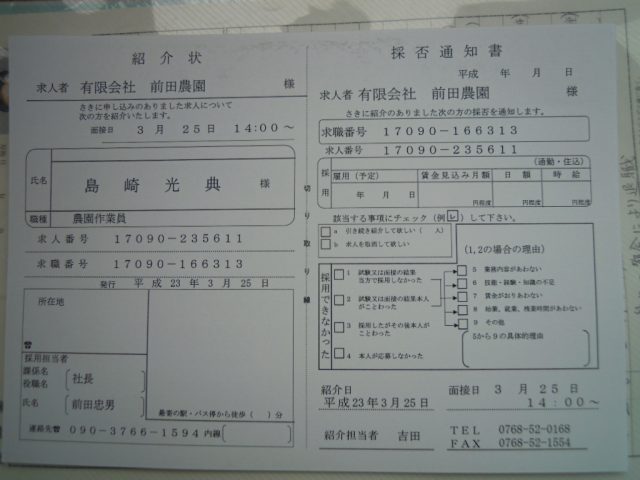 紹介状
求人者 有限会社 前田農園 様
さきに申し込みのありました求人について
次の方を紹介いたします。
面接日 3月 25日 14:00~
氏名 島崎光典 様
職種 農園作業員
求人番号 17090-235611
求職番号 17090-166313
発行 平成23年3月25日
所在地
☎
採用担当者
課係名
役職名 社長
氏名 前田忠男
最寄の駅・バス停から徒歩( )分
連絡先☎ 090-3766-1594 内線
切り取り線
採否通知書
平成 年 月 日
求人者 有限会社 前田農園 様
さきに紹介のありました次の方の採否を通知します。
求職番号 17090-166313
求人番号 17090-235611
(通勤・住込)
採用
雇用(予定) 賃金見込み月額 日額 時給
年 月 日 円程度 円程度 円程度
該当する事項にチェック(例レ)して下さい。
a 引き続き紹介して欲しい( 人)
b 求人を取消して欲しい
(1,2の場合の理由)
採用できなかった
1 試験又は面接の結果
当方で採用しなかった
2 試験又は面接の結果本人
がことわった
3 採用したがその後本人が
ことわった
4 本人が応募しなかった
5 業務内容があわない
6 技能・経験・知識の不足
7 賃金がおりあわない
8 始業、就業、残業時間があわない
9 その他
5から9の具体的理由
紹介日
平成23年3月25日
面接日 3月 25日
14:00~
紹介担当者 吉田
TEL 0768-52-0168
FAX 0768-52-1554